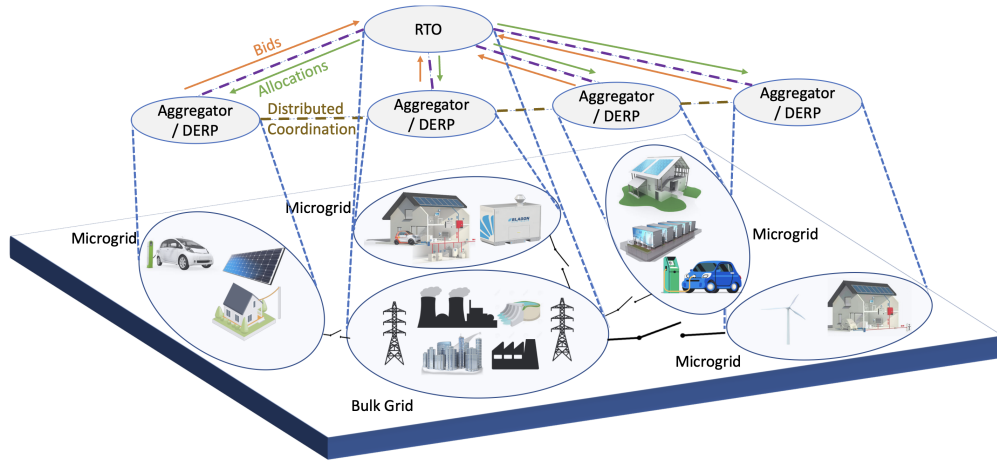 RTO
Bids
Allocations
Aggregator
/ DERP
Distributed
Coordination
Aggregator
/ DERP
Aggregator
/ DERP
Aggregator
/ DERP
Microgrid
Microgrid
Microgrid
Microgrid
Bulk Grid